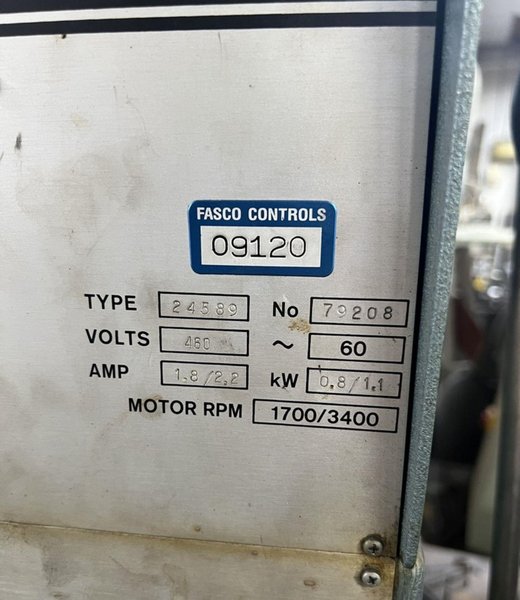 FASCO CONTROLS
09120
TYPE 24589 No 79208
VOLTS 460 ~ 60
AMP 1,8/2,2 kW 0,8/1,1
MOTOR RPM 1700/3400